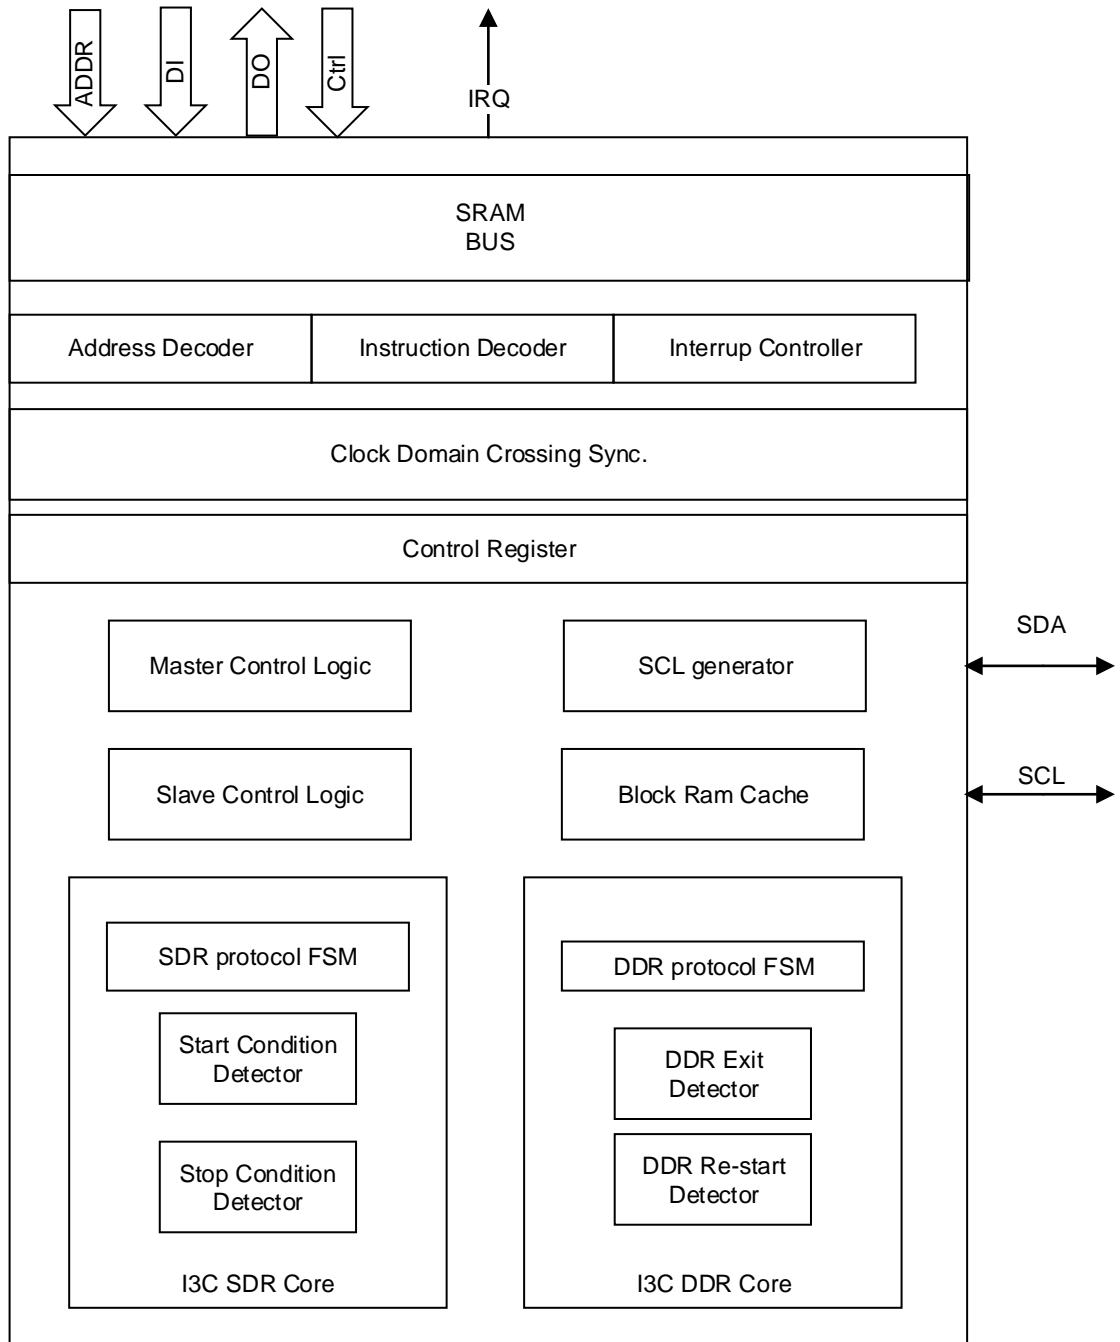 ADDR
DI
DO
Ctrl
IRQ
SRAM
BUS
Address Decoder
Instruction Decoder
Interrup Controller
Clock Domain Crossing Sync.
Control Register
Master Control Logic
SCL generator
SDA
Slave Control Logic
Block Ram Cache
SCL
SDR protocol FSM
Start Condition
Detector
Stop Condition
Detector
I3C SDR Core
DDR protocol FSM
DDR Exit
Detector
DDR Re-start
Detector
I3C DDR Core